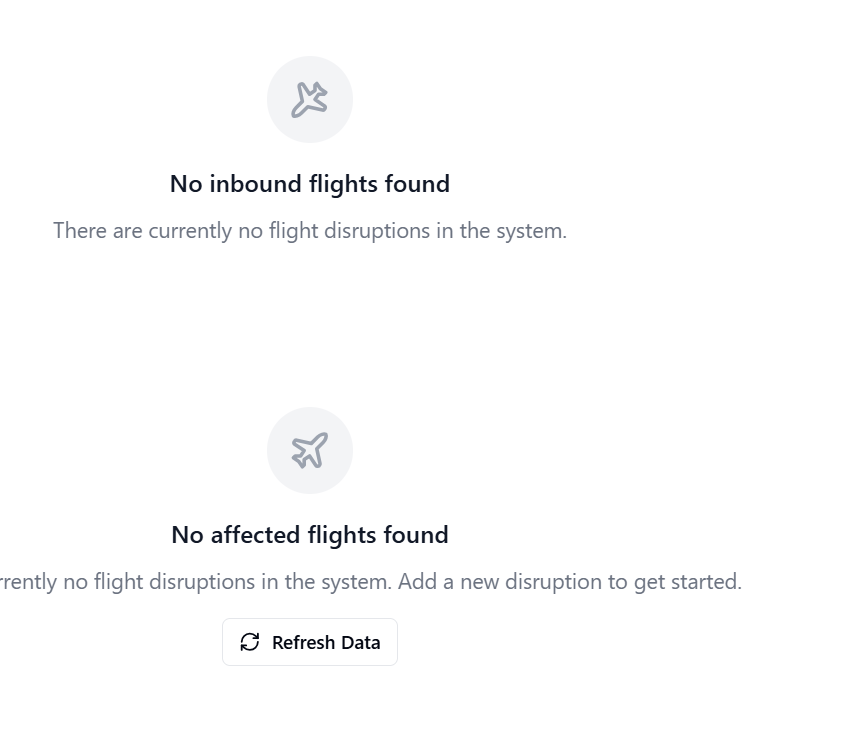 No inbound flights found
There are currently no flight disruptions in the system.
No affected flights found
no flight disruptions in the system. Add a new disruption to get started.
Refresh Data